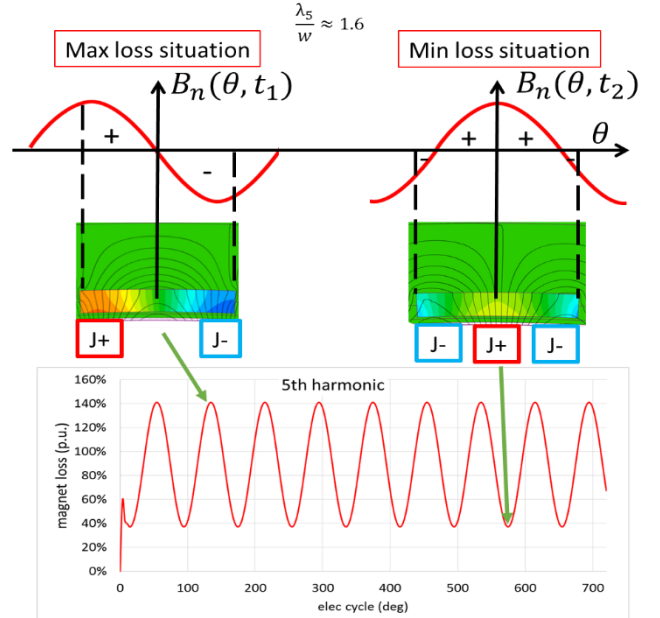 λ₅/w ≈ 1.6
Max loss situation
Min loss situation
Bₙ(θ, t₁)
Bₙ(θ, t₂)
+
-
-
+
+
-
θ
J+
J-
J-
J+
J-
5th harmonic
magnet loss (p.u.)
160%
140%
120%
100%
80%
60%
40%
20%
0%
0 100 200 300 400 500 600 700
elec cycle (deg)